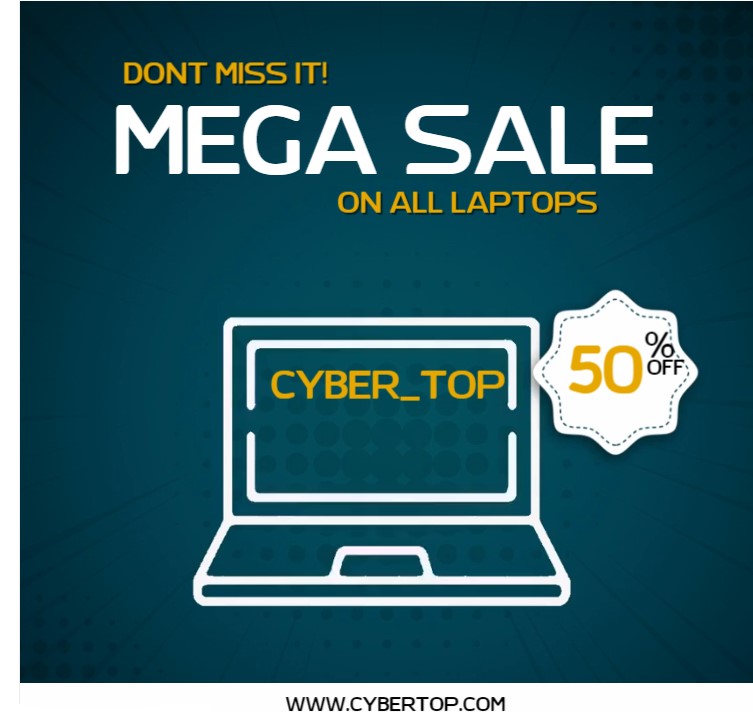 DONT MISS IT!
MEGA SALE
ON ALL LAPTOPS
CYBER_TOP
50% OFF
WWW.CYBERTOP.COM